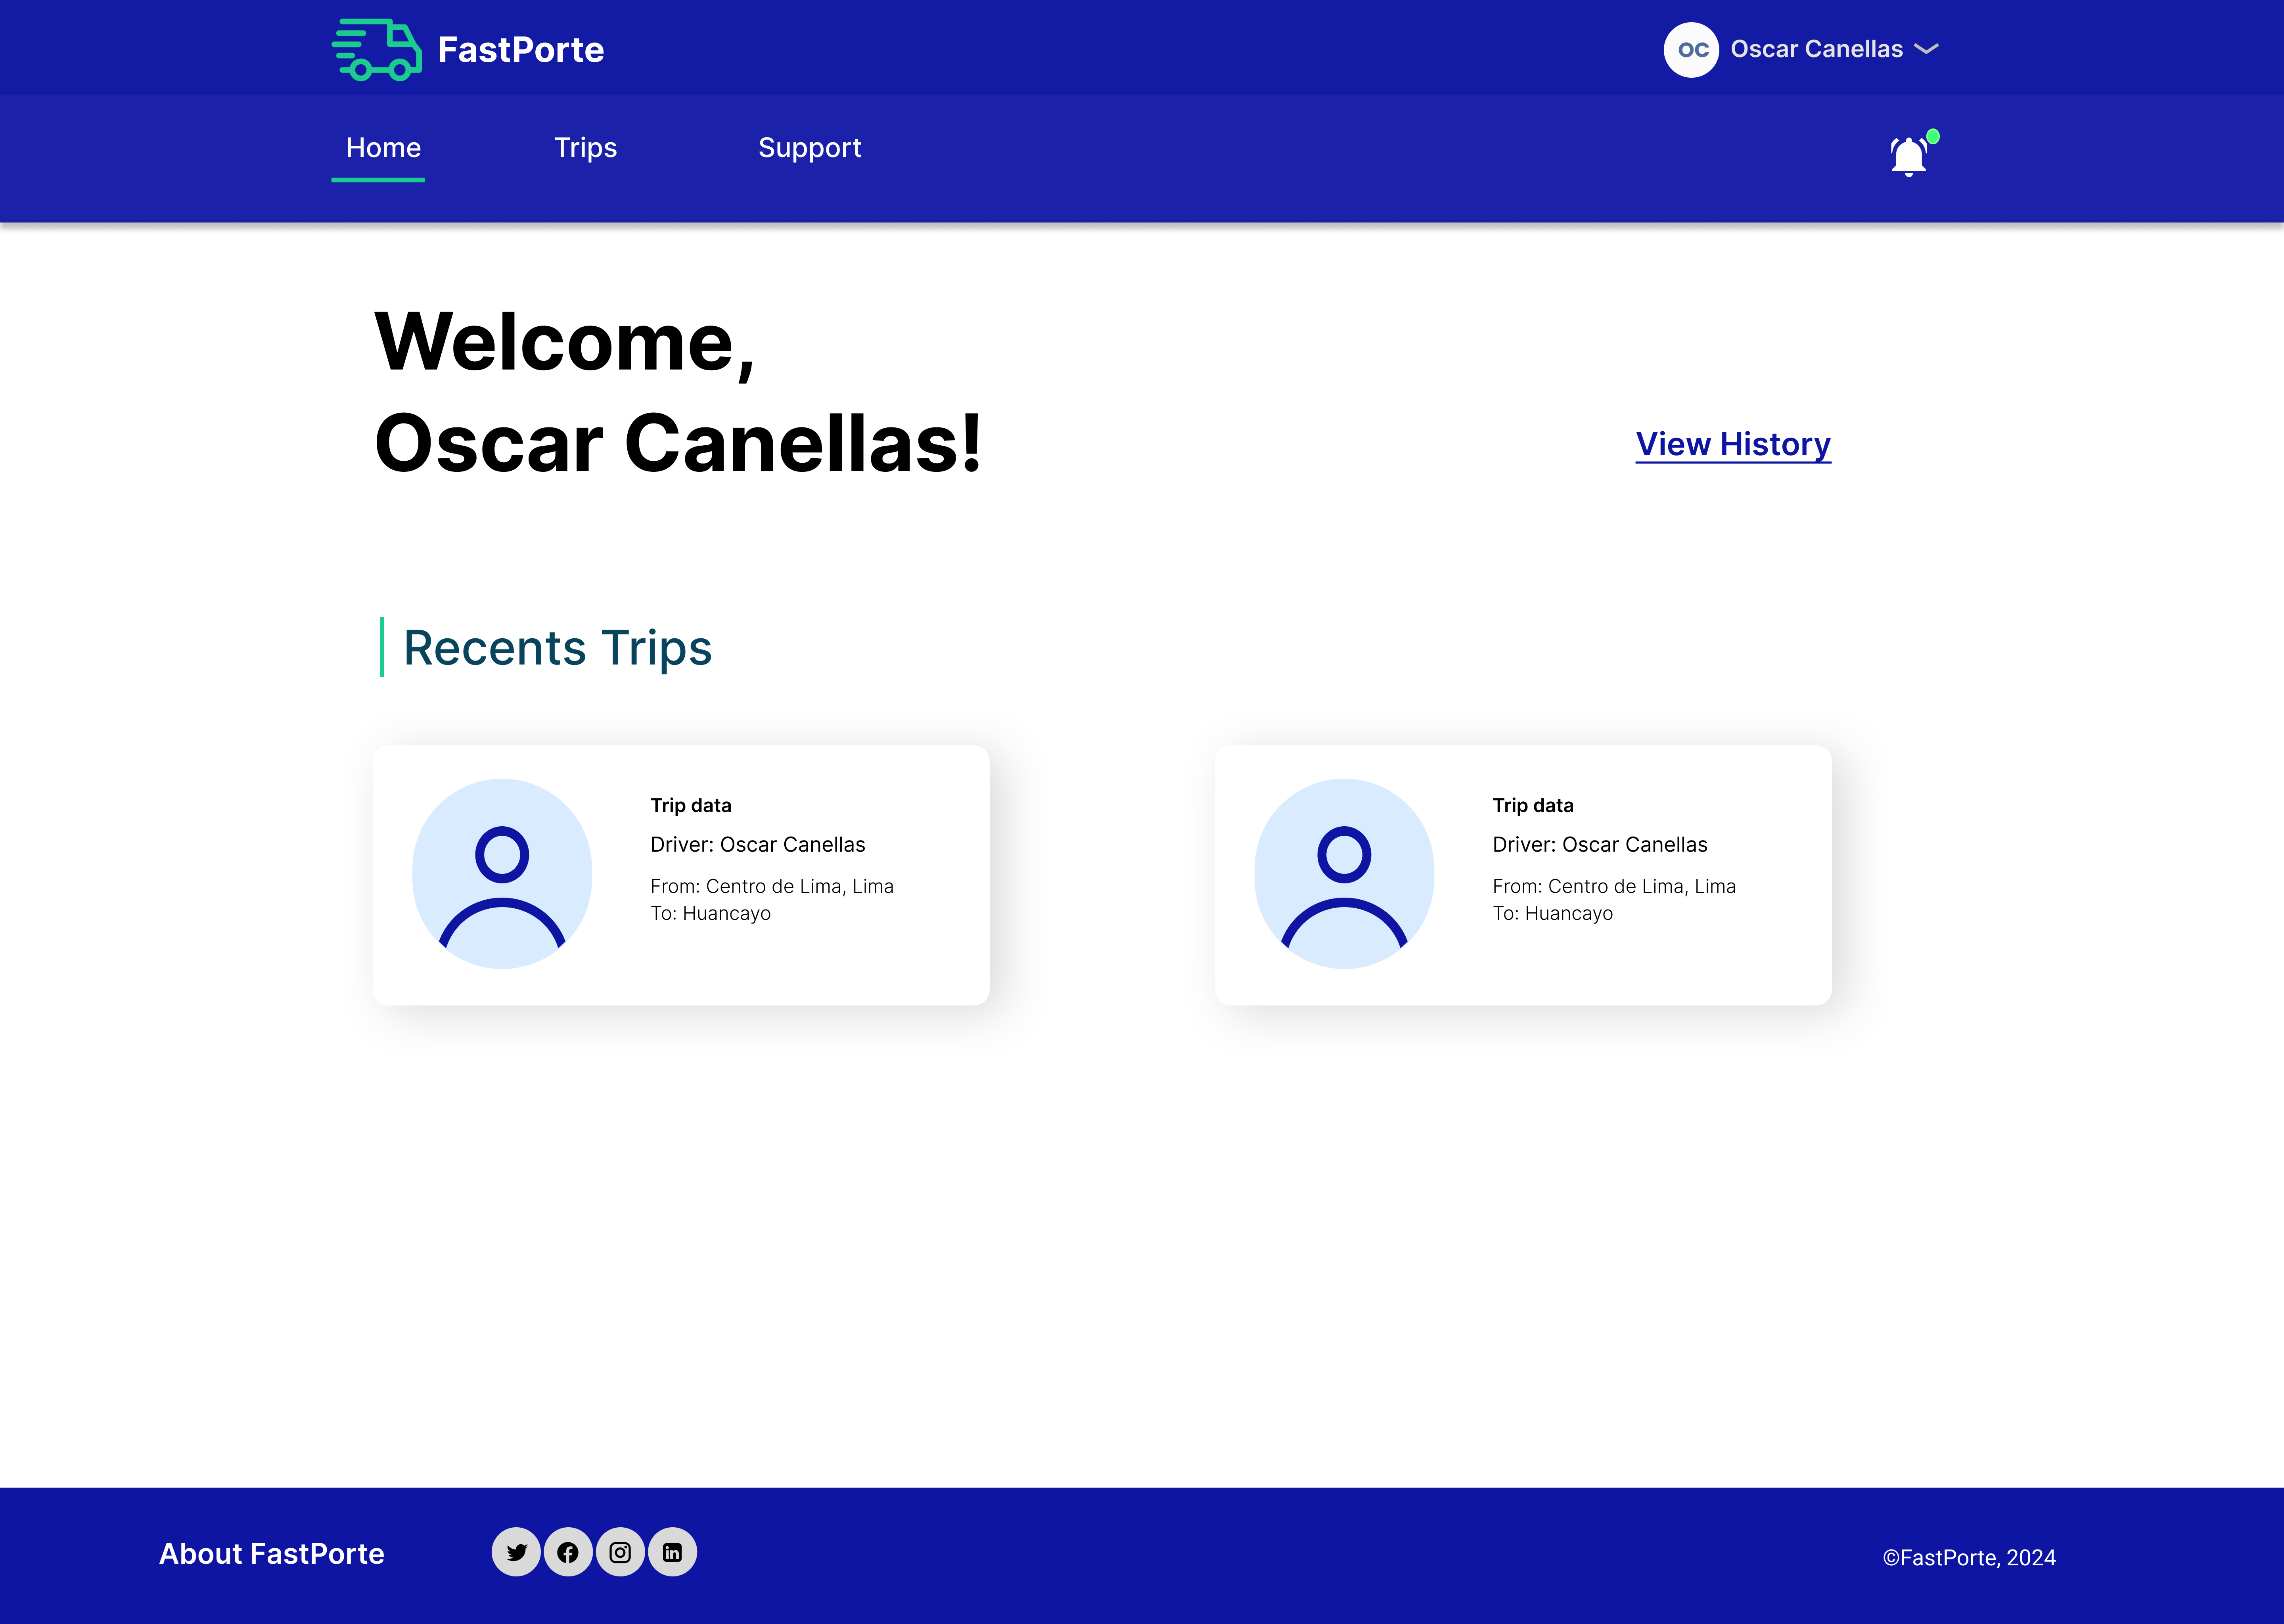 FastPorte
OC Oscar Canellas
Home Trips Support
Welcome,
Oscar Canellas!
View History
Recents Trips
Trip data
Driver: Oscar Canellas
From: Centro de Lima, Lima
To: Huancayo
Trip data
Driver: Oscar Canellas
From: Centro de Lima, Lima
To: Huancayo
About FastPorte
©FastPorte, 2024